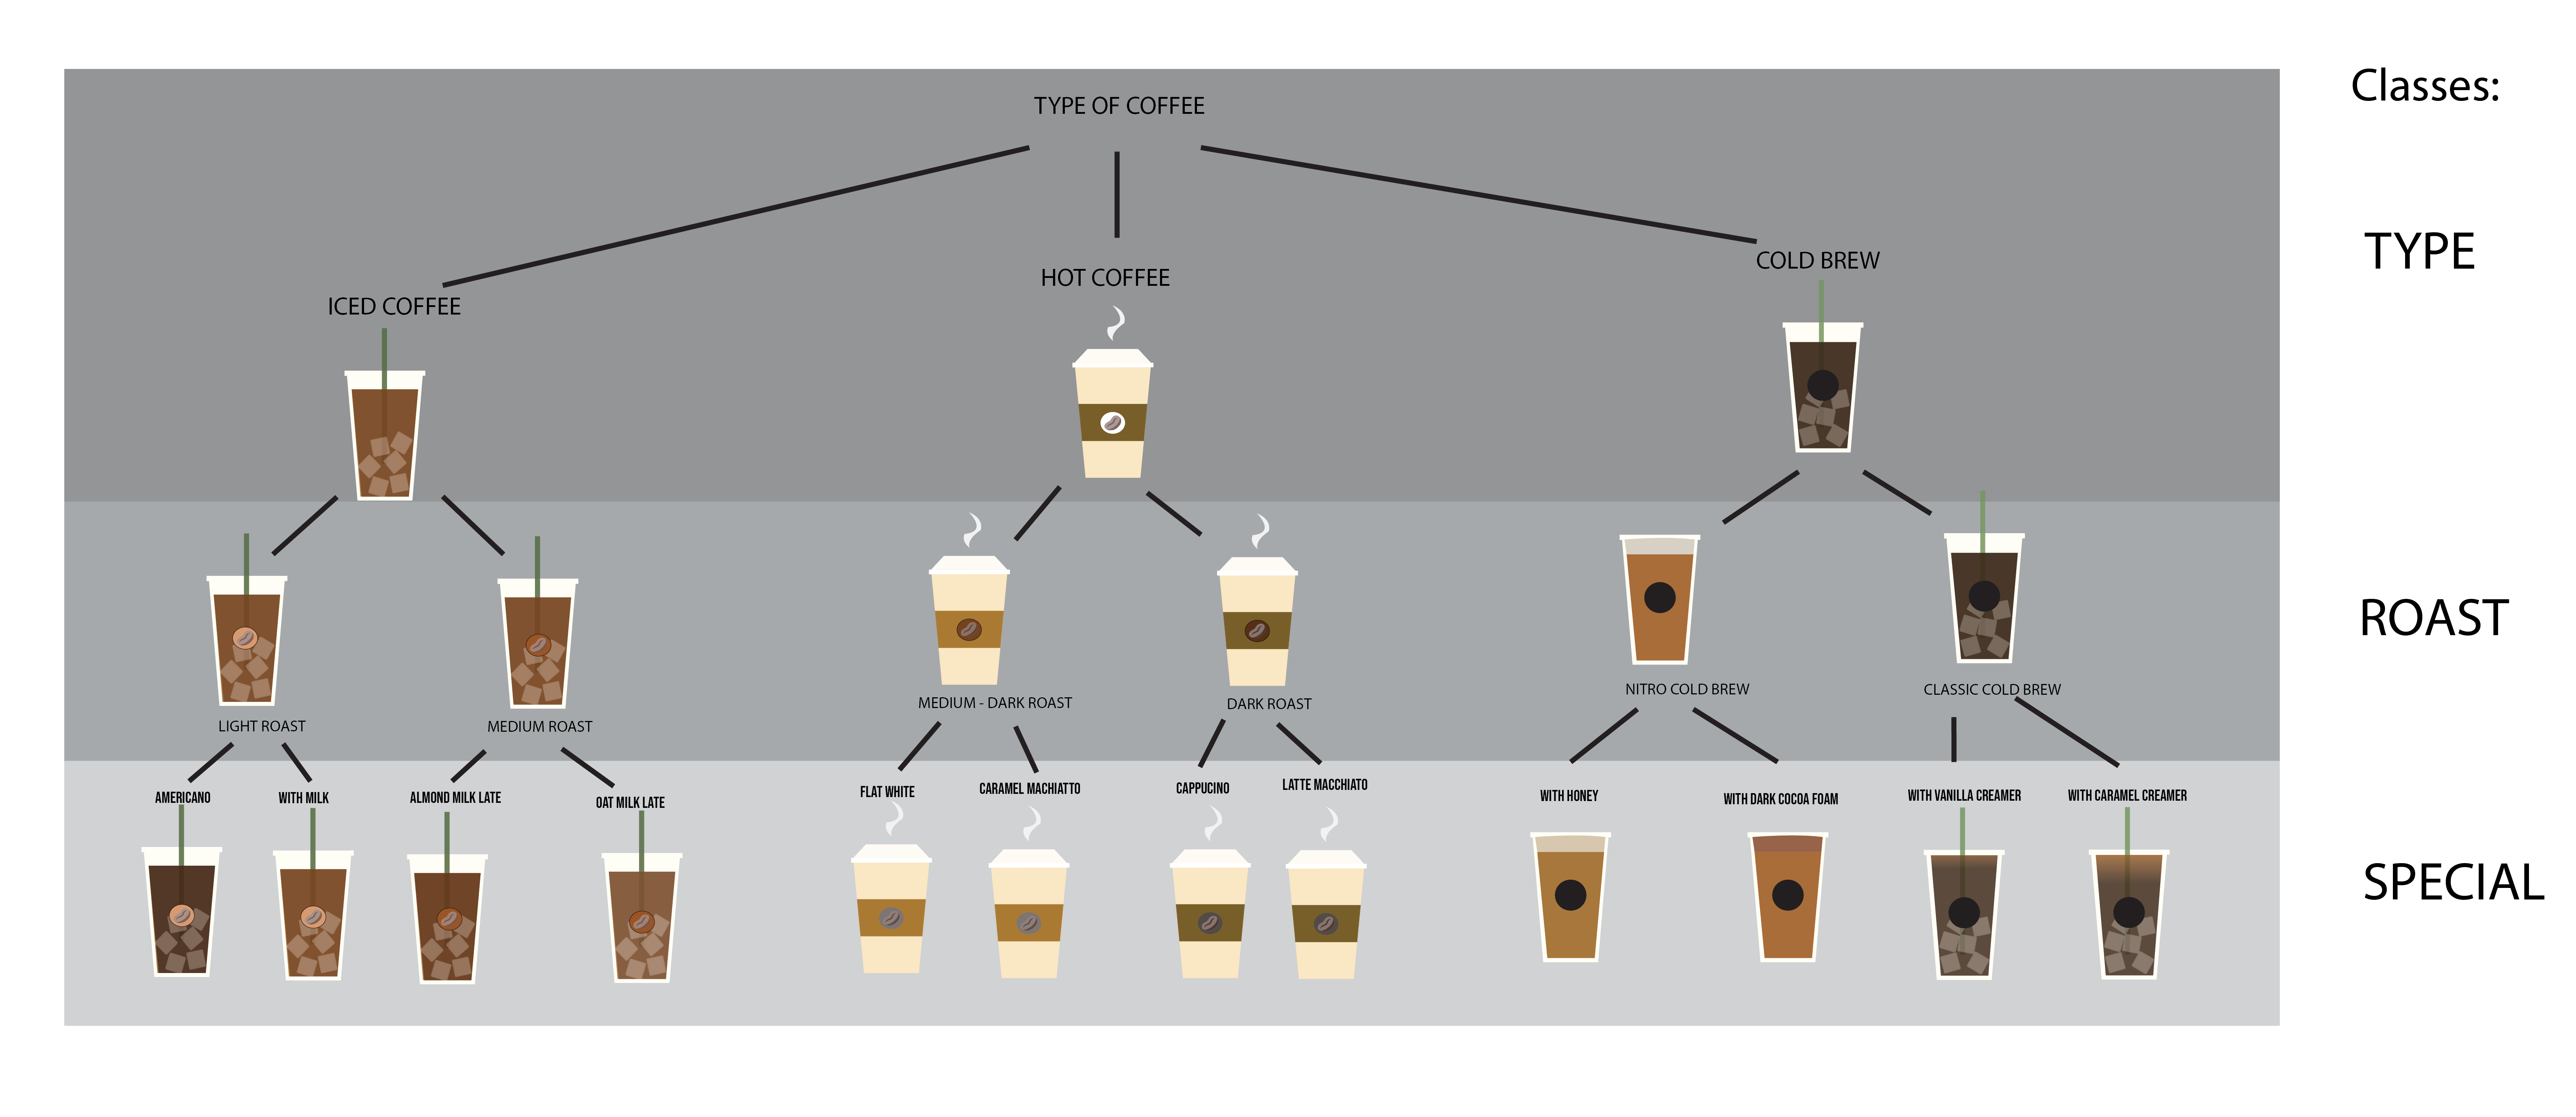 Classes:
TYPE OF COFFEE
TYPE
ICED COFFEE
HOT COFFEE
COLD BREW
ROAST
LIGHT ROAST
MEDIUM ROAST
MEDIUM - DARK ROAST
DARK ROAST
NITRO COLD BREW
CLASSIC COLD BREW
SPECIAL
AMERICANO
WITH MILK
ALMOND MILK LATE
OAT MILK LATE
FLAT WHITE
CARAMEL MACHIATTO
CAPPUCINO
LATTE MACCHIATO
WITH HONEY
WITH DARK COCOA FOAM
WITH VANILLA CREAMER
WITH CARAMEL CREAMER